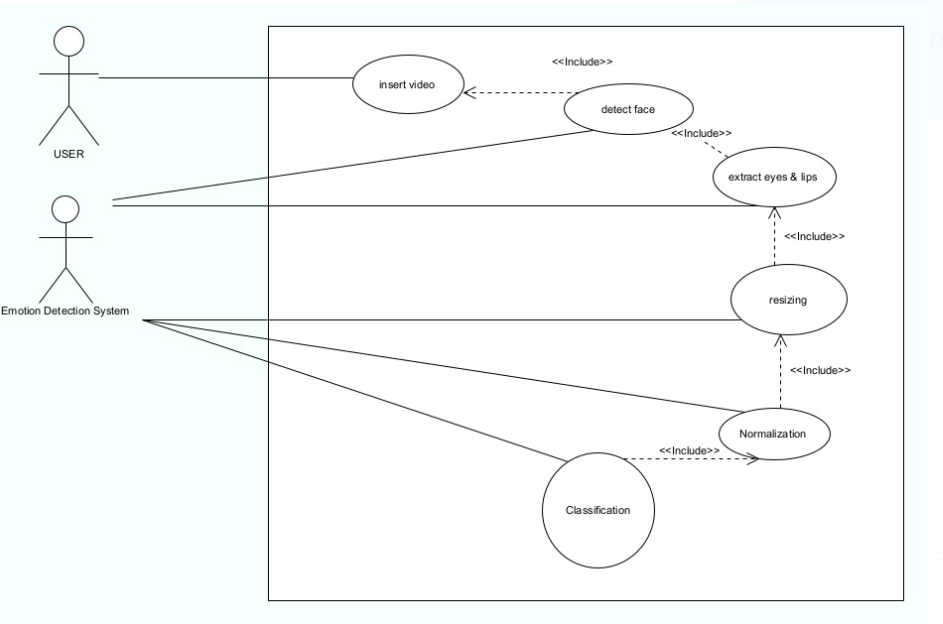 <<Include>>
insert video
detect face
<<Include>>
USER
extract eyes & lips
<<Include>>
resizing
Emotion Detection System
<<Include>>
Normalization
<<Include>>
Classification